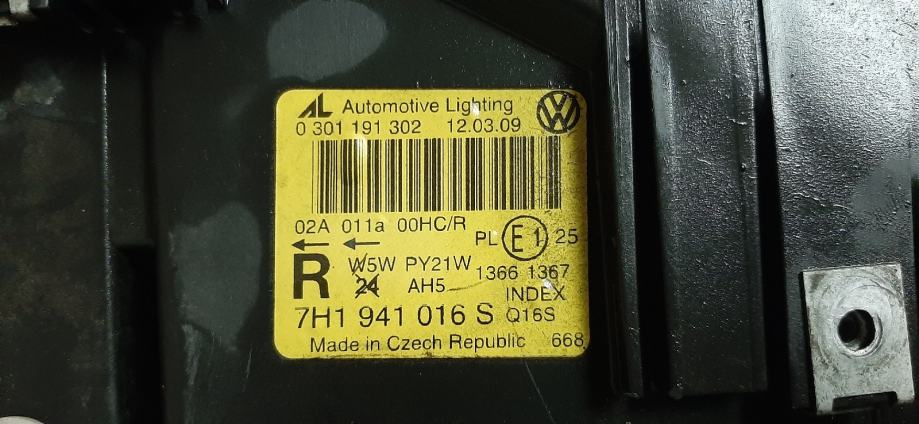 AL Automotive Lighting
0 301 191 302 12.03.09 VW
02A 011a 00HC/R
PL E1 25
R W5W PY21W 1366 1367
24 AH5 INDEX
7H1 941 016 S Q16S
Made in Czech Republic 668